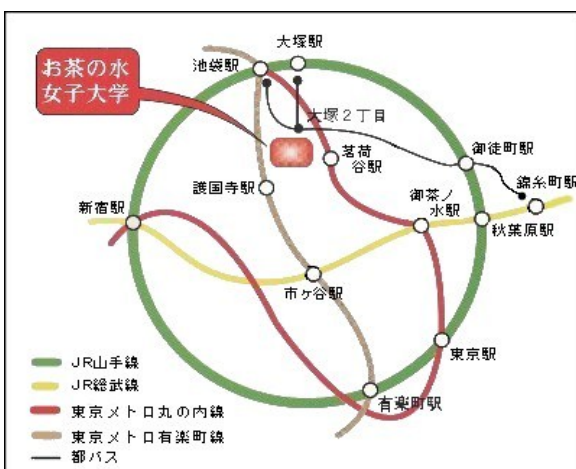 お茶の水
女子大学
池袋駅
大塚駅
大塚2丁目
茗荷
谷駅
御徒町駅
錦糸町駅
護国寺駅
新宿駅
御茶ノ
水駅
秋葉原駅
市ヶ谷駅
東京駅
有楽町駅
JR山手線
JR総武線
東京メトロ丸の内線
東京メトロ有楽町線
都バス